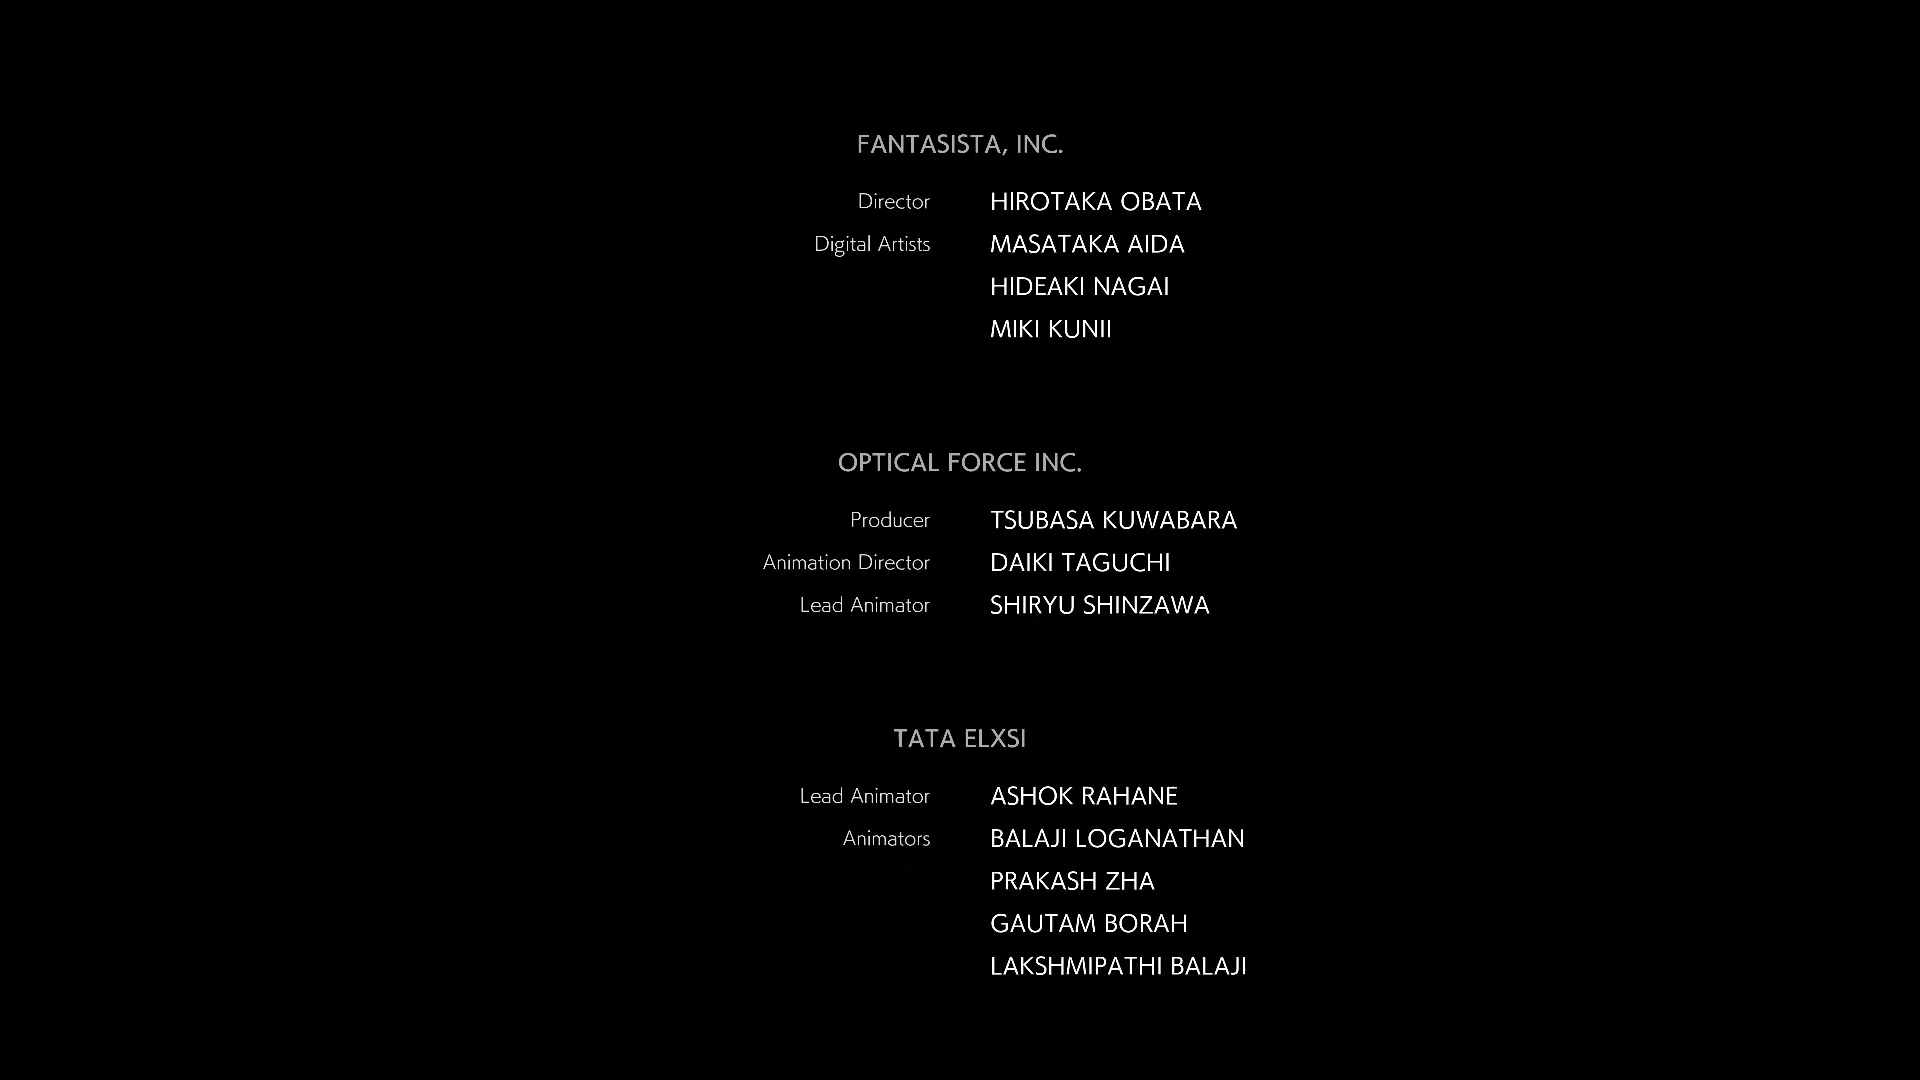 FANTASISTA, INC.
Director HIROTAKA OBATA
Digital Artists MASATAKA AIDA
HIDEAKI NAGAI
MIKI KUNII
OPTICAL FORCE INC.
Producer TSUBASA KUWABARA
Animation Director DAIKI TAGUCHI
Lead Animator SHIRYU SHINZAWA
TATA ELXSI
Lead Animator ASHOK RAHANE
Animators BALAJI LOGANATHAN
PRAKASH ZHA
GAUTAM BORAH
LAKSHMIPATHI BALAJI